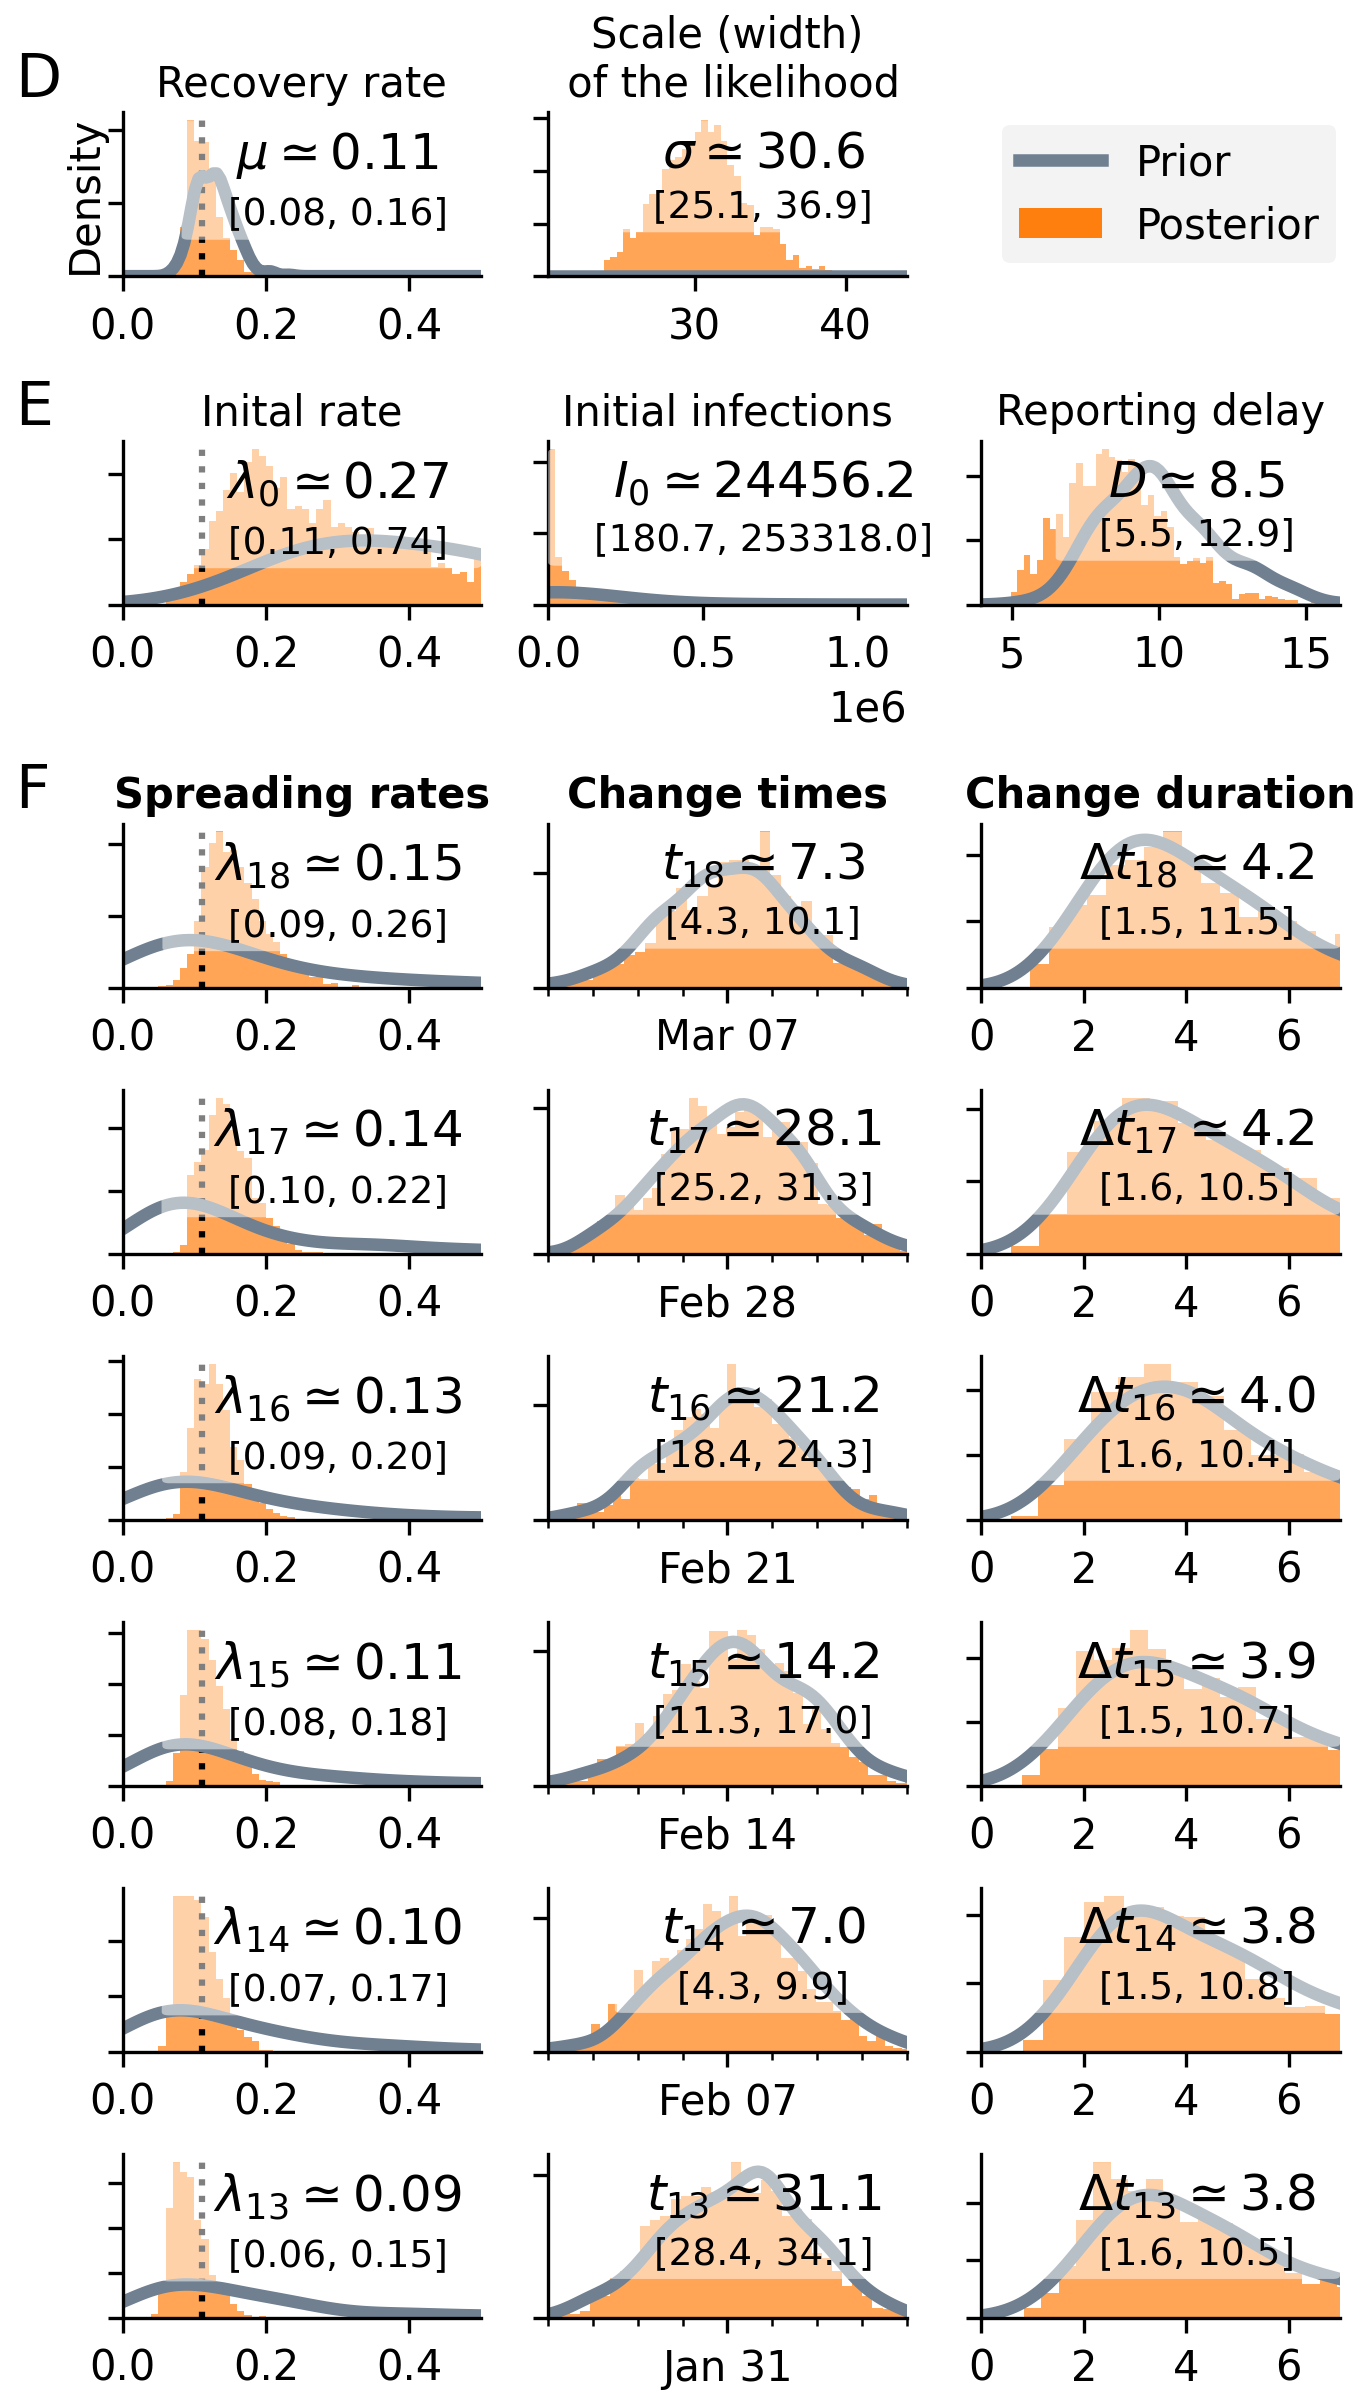 D
Recovery rate
Scale (width)
of the likelihood
Density
μ ≃ 0.11
[0.08, 0.16]
0.0 0.2 0.4
σ ≃ 30.6
[25.1, 36.9]
30 40
Prior
Posterior
E
Inital rate
Initial infections
Reporting delay
λ0 ≃ 0.27
[0.11, 0.74]
0.0 0.2 0.4
I0 ≃ 24456.2
[180.7, 253318.0]
0.0 0.5 1.0
1e6
D ≃ 8.5
[5.5, 12.9]
5 10 15
F
Spreading rates
Change times
Change duration
λ18 ≃ 0.15
[0.09, 0.26]
0.0 0.2 0.4
t18 ≃ 7.3
[4.3, 10.1]
Mar 07
Δt18 ≃ 4.2
[1.5, 11.5]
0 2 4 6
λ17 ≃ 0.14
[0.10, 0.22]
0.0 0.2 0.4
t17 ≃ 28.1
[25.2, 31.3]
Feb 28
Δt17 ≃ 4.2
[1.6, 10.5]
0 2 4 6
λ16 ≃ 0.13
[0.09, 0.20]
0.0 0.2 0.4
t16 ≃ 21.2
[18.4, 24.3]
Feb 21
Δt16 ≃ 4.0
[1.6, 10.4]
0 2 4 6
λ15 ≃ 0.11
[0.08, 0.18]
0.0 0.2 0.4
t15 ≃ 14.2
[11.3, 17.0]
Feb 14
Δt15 ≃ 3.9
[1.5, 10.7]
0 2 4 6
λ14 ≃ 0.10
[0.07, 0.17]
0.0 0.2 0.4
t14 ≃ 7.0
[4.3, 9.9]
Feb 07
Δt14 ≃ 3.8
[1.5, 10.8]
0 2 4 6
λ13 ≃ 0.09
[0.06, 0.15]
0.0 0.2 0.4
t13 ≃ 31.1
[28.4, 34.1]
Jan 31
Δt13 ≃ 3.8
[1.6, 10.5]
0 2 4 6